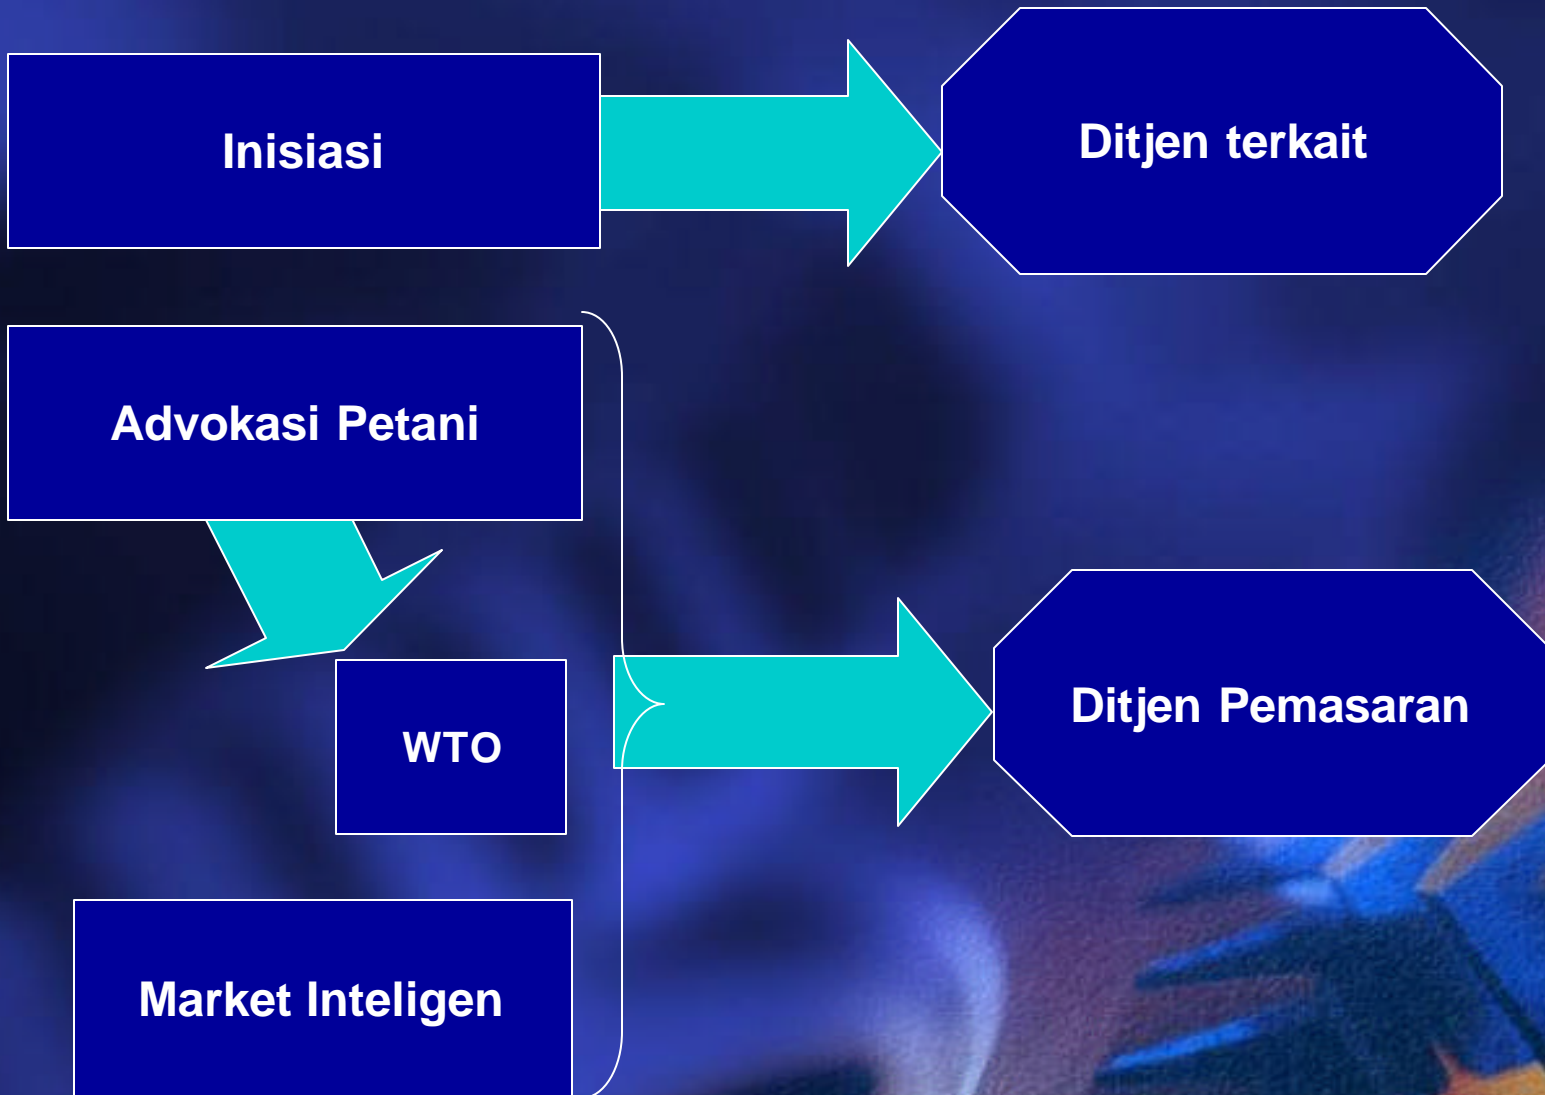 Inisiasi
Ditjen terkait
Advokasi Petani
WTO
Ditjen Pemasaran
Market Inteligen